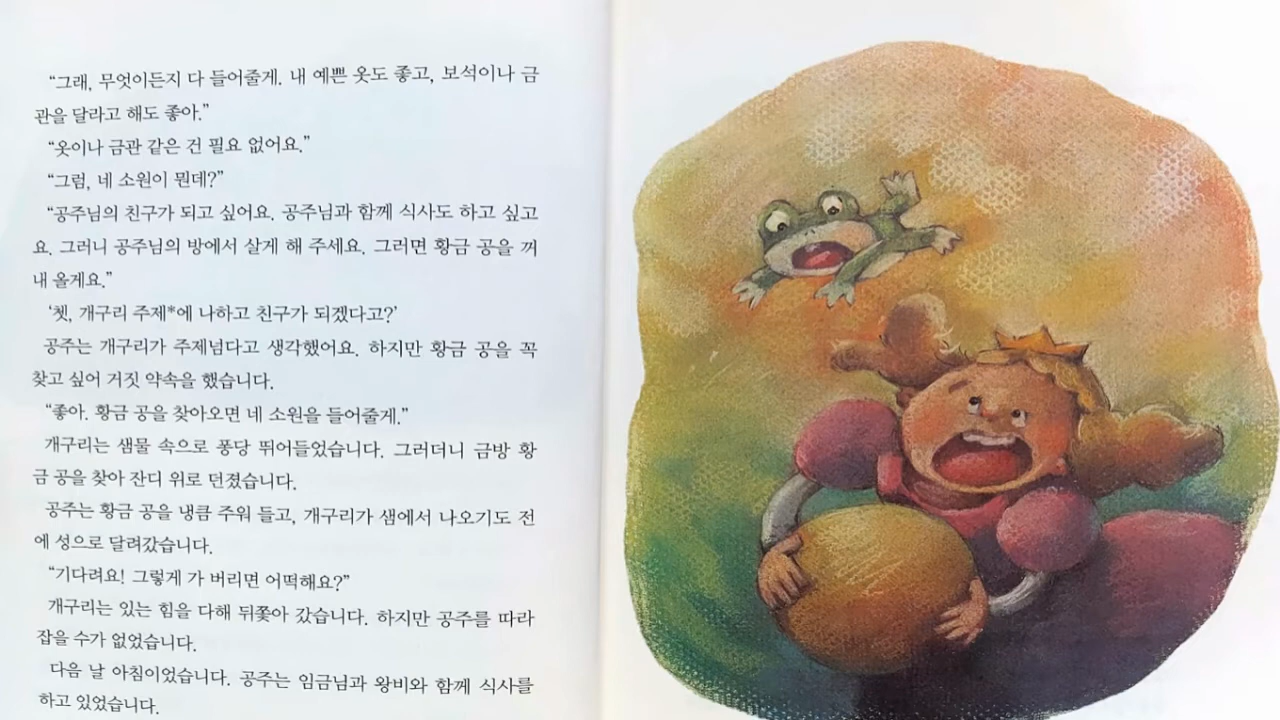 “그래, 무엇이든지 다 들어줄게. 내 예쁜 옷도 좋고, 보석이나 금
관을 달라고 해도 좋아.”
“옷이나 금관 같은 건 필요 없어요.”
“그럼, 네 소원이 뭔데?”
“공주님의 친구가 되고 싶어요. 공주님과 함께 식사도 하고 싶고
요. 그러니 공주님의 방에서 살게 해 주세요. 그러면 황금 공을 꺼
내 올게요.”
‘쳇, 개구리 주제*에 나하고 친구가 되겠다고?’
공주는 개구리가 주제넘다고 생각했어요. 하지만 황금 공을 꼭
찾고 싶어 거짓 약속을 했습니다.
“좋아. 황금 공을 찾아오면 네 소원을 들어줄게.”
개구리는 샘물 속으로 퐁당 뛰어들었습니다. 그러더니 금방 황
금 공을 찾아 잔디 위로 던졌습니다.
공주는 황금 공을 냉큼 주워 들고, 개구리가 샘에서 나오기도 전
에 성으로 달려갔습니다.
“기다려요! 그렇게 가 버리면 어떡해요?”
개구리는 있는 힘을 다해 뒤쫓아 갔습니다. 하지만 공주를 따라
잡을 수가 없었습니다.
다음 날 아침이었습니다. 공주는 임금님과 왕비와 함께 식사를
하고 있었습니다.